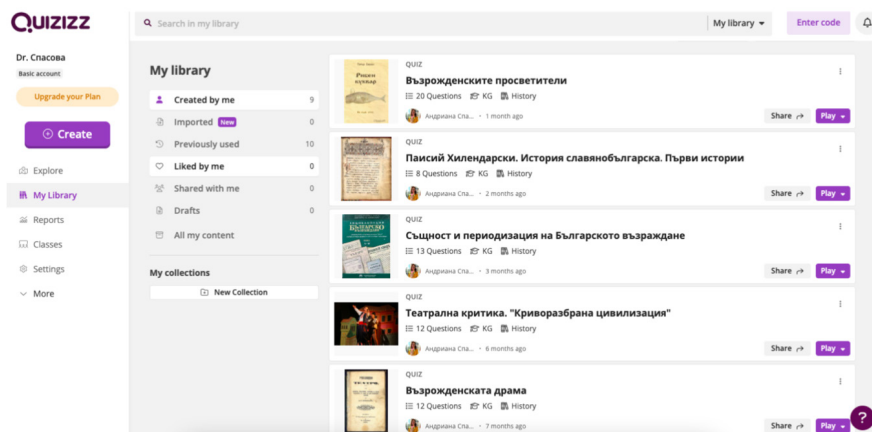 QUIZIZZ
Search in my library
My library
Enter code
Dr. Спасова
Basic account
Upgrade your Plan
Create
Explore
My Library
Reports
Classes
Settings
More
My library
Created by me 9
Imported New 0
Previously used 10
Liked by me 0
Shared with me 0
Drafts 0
All my content
My collections
New Collection
QUIZ
Възрожденските просветители
20 Questions KG History
Андриана Спа... • 1 month ago
Share Play
QUIZ
Паисий Хилендарски. История славянобългарска. Първи истории
8 Questions KG History
Андриана Спа... • 2 months ago
Share Play
QUIZ
Същност и периодизация на Българското възраждане
13 Questions KG History
Андриана Спа... • 3 months ago
Share Play
QUIZ
Театрална критика. "Криворазбрана цивилизация"
12 Questions KG History
Андриана Спа... • 6 months ago
Share Play
QUIZ
Възрожденската драма
12 Questions KG History
Андриана Спа... • 7 months ago
Share Play
?